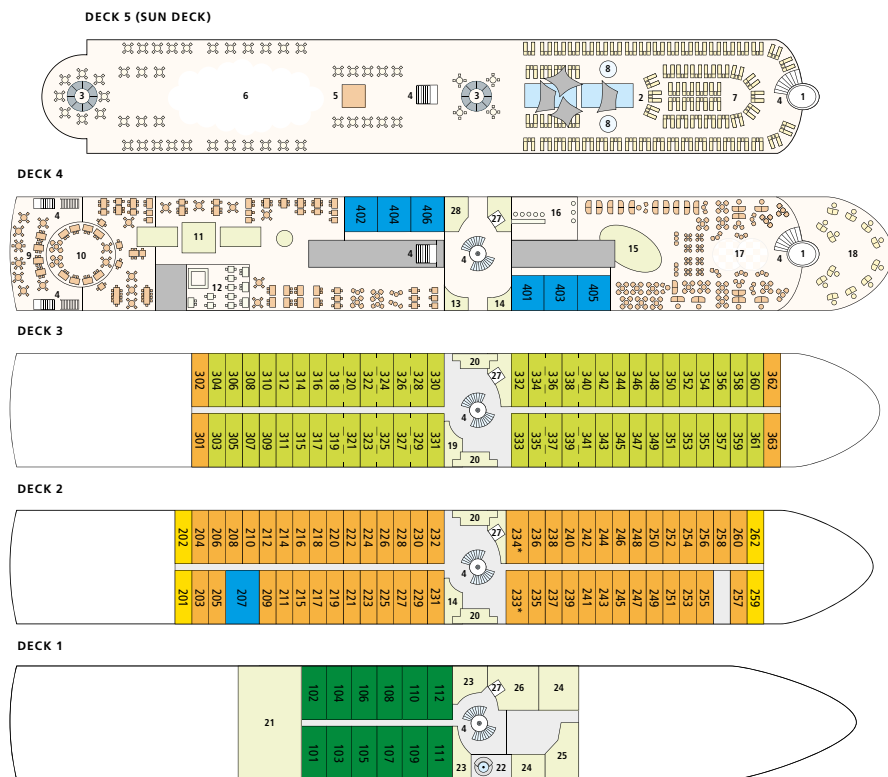 DECK 5 (SUN DECK)
3 6 5 4 3 8 8 2 7 4 1
DECK 4
402 404 406 28 27 16
4 9 10 11 4 4 15 17 4 1 18
4 12 13 14 401 403 405
DECK 3
302 304 306 308 310 312 314 316 318 320 322 324 326 328 330 20 27 332 334 336 338 340 342 344 346 348 350 352 354 356 358 360 362
4
301 303 305 307 309 311 315 317 319 321 323 325 327 329 331 19 20 333 335 337 339 341 343 345 347 349 351 353 355 357 359 361 363
DECK 2
202 204 206 208 210 212 214 216 218 220 222 224 226 228 230 232 20 27 234* 236 238 240 242 244 246 248 250 252 254 256 258 260 262
4
201 203 205 207 209 211 215 217 219 221 223 225 227 229 231 14 20 233* 235 237 239 241 243 245 247 249 251 253 255 257 259
DECK 1
102 104 106 108 110 112 23 27 26 24
21 4
101 103 105 107 109 111 23 22 24 25